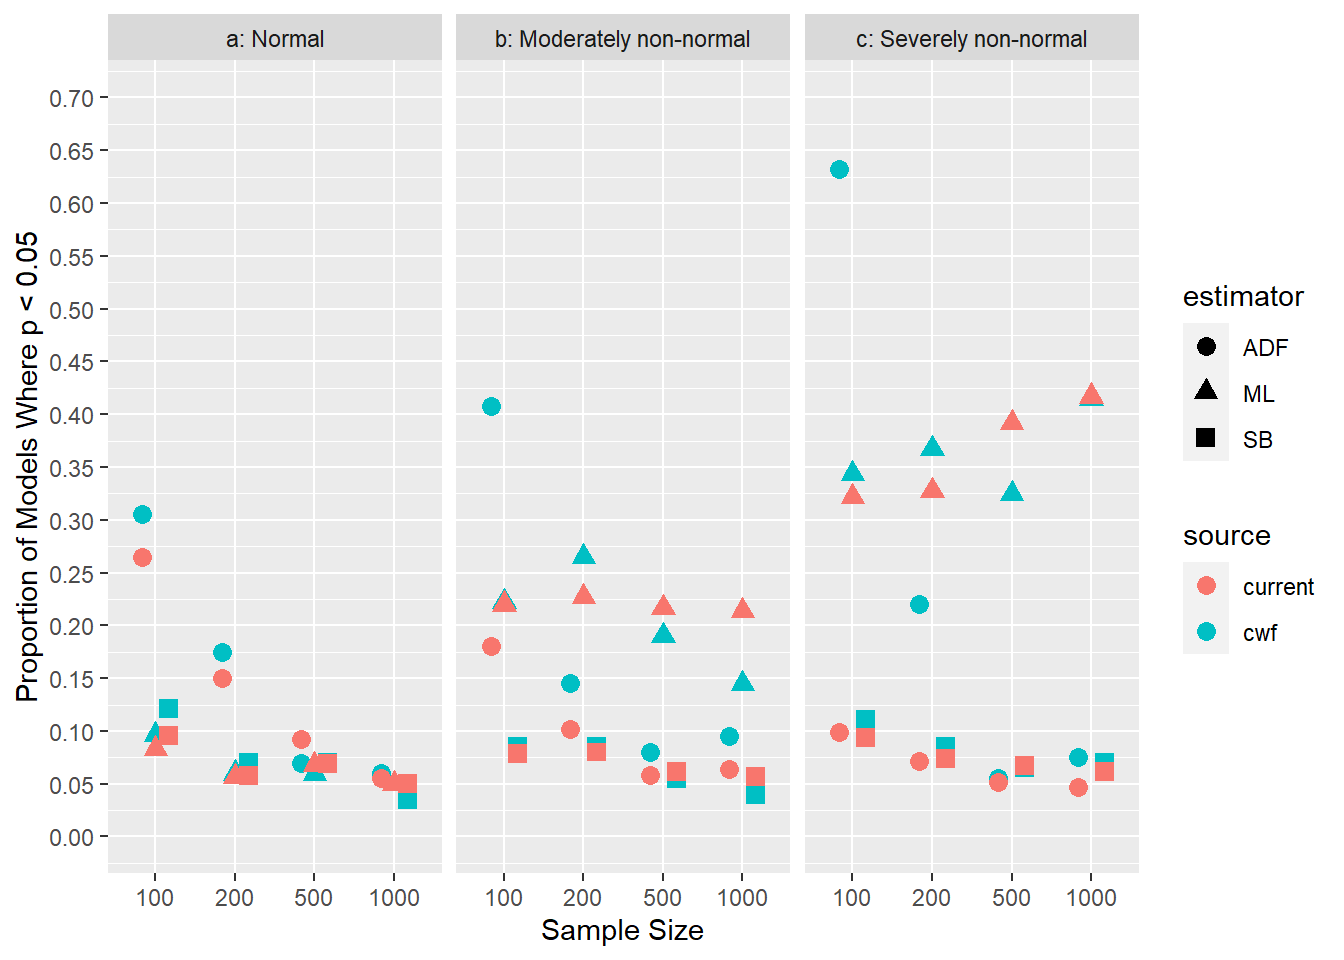 a: Normal
b: Moderately non-normal
c: Severely non-normal
Proportion of Models Where p < 0.05
0.70
0.65
0.60
0.55
0.50
0.45
0.40
0.35
0.30
0.25
0.20
0.15
0.10
0.05
0.00
100 200 500 1000
100 200 500 1000
100 200 500 1000
Sample Size
estimator
ADF
ML
SB
source
current
cwf